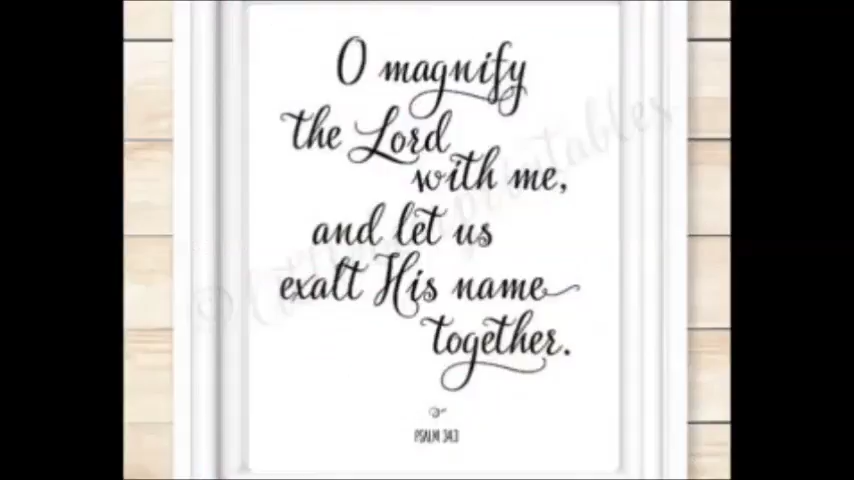 O magnify
the Lord
with me,
and let us
exalt His name
together.
PSALM 34:3